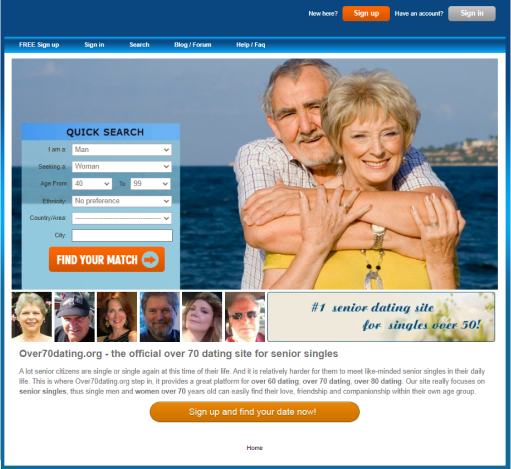 New here? Sign up Have an account? Sign in
FREE Sign up Sign in Search Blog / Forum Help / Faq
QUICK SEARCH
I am a: Man
Seeking a: Woman
Age From: 40 To 99
Ethnicity: No preference
Country/Area:
City:
FIND YOUR MATCH
#1 senior dating site
for singles over 50!
Over70dating.org - the official over 70 dating site for senior singles
A lot senior citizens are single or single again at this time of their life. And it is relatively harder for them to meet like-minded senior singles in their daily
life. This is where Over70dating.org step in, it provides a great platform for over 60 dating, over 70 dating, over 80 dating. Our site really focuses on
senior singles, thus single men and women over 70 years old can easily find their love, friendship and companionship within their own age group.
Sign up and find your date now!
Home